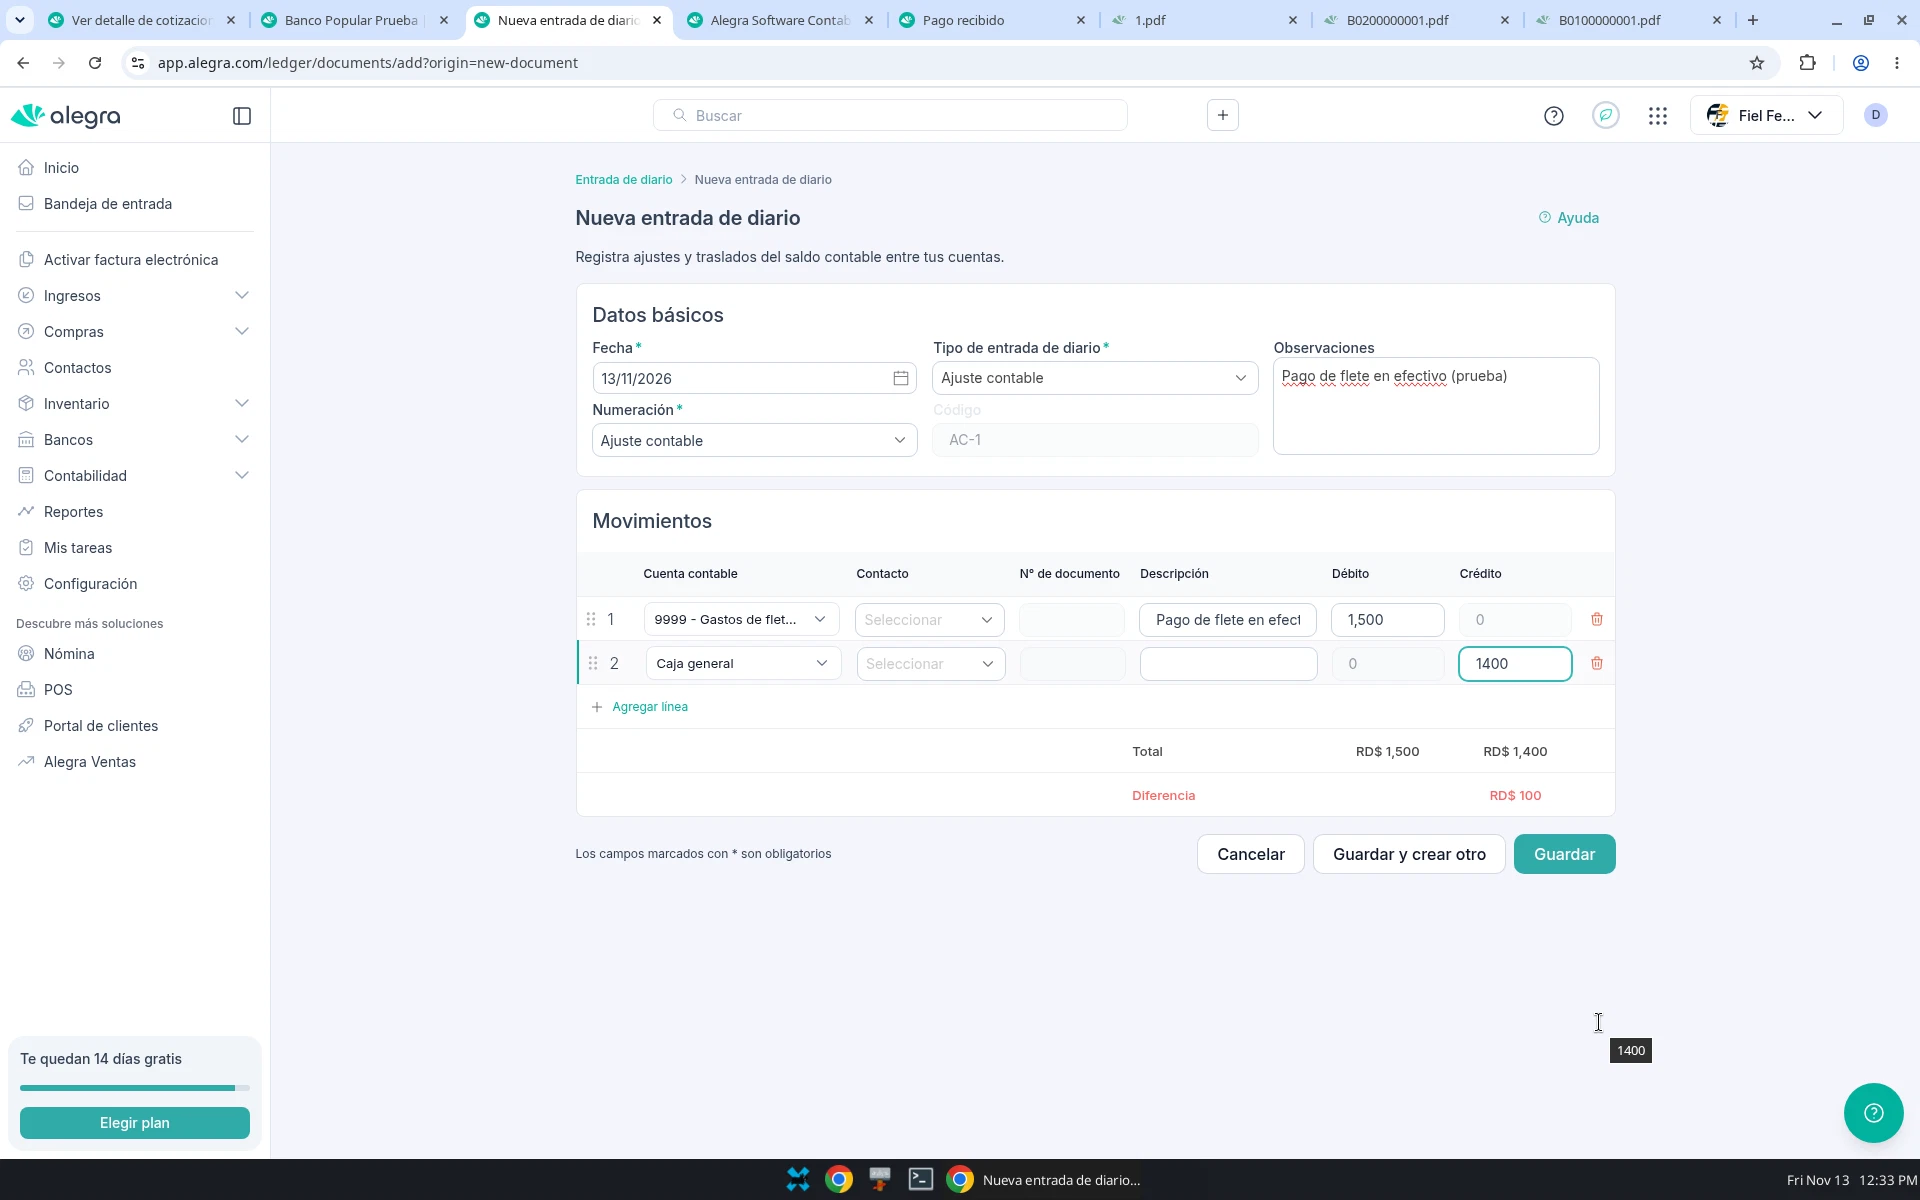 Ver detalle de cotizacion
Banco Popular Prueba
Nueva entrada de diario
Alegra Software Contab
Pago recibido
1.pdf
B0200000001.pdf
B0100000001.pdf
app.alegra.com/ledger/documents/add?origin=new-document
alegra
Buscar
Fiel Fe...
D
Inicio
Bandeja de entrada
Activar factura electrónica
Ingresos
Compras
Contactos
Inventario
Bancos
Contabilidad
Reportes
Mis tareas
Configuración
Descubre más soluciones
Nómina
POS
Portal de clientes
Alegra Ventas
Te quedan 14 días gratis
Elegir plan
Entrada de diario > Nueva entrada de diario
Nueva entrada de diario
Ayuda
Registra ajustes y traslados del saldo contable entre tus cuentas.
Datos básicos
Fecha *
Tipo de entrada de diario *
Observaciones
13/11/2026
Ajuste contable
Pago de flete en efectivo (prueba)
Numeración *
Código
Ajuste contable
AC-1
Movimientos
Cuenta contable Contacto N° de documento Descripción Débito Crédito
1 9999 - Gastos de flet... Seleccionar Pago de flete en efect 1,500 0
2 Caja general Seleccionar 0 1400
+ Agregar línea
Total RD$ 1,500 RD$ 1,400
Diferencia RD$ 100
Los campos marcados con * son obligatorios
Cancelar
Guardar y crear otro
Guardar
1400
Nueva entrada de diario...
Fri Nov 13 12:33 PM